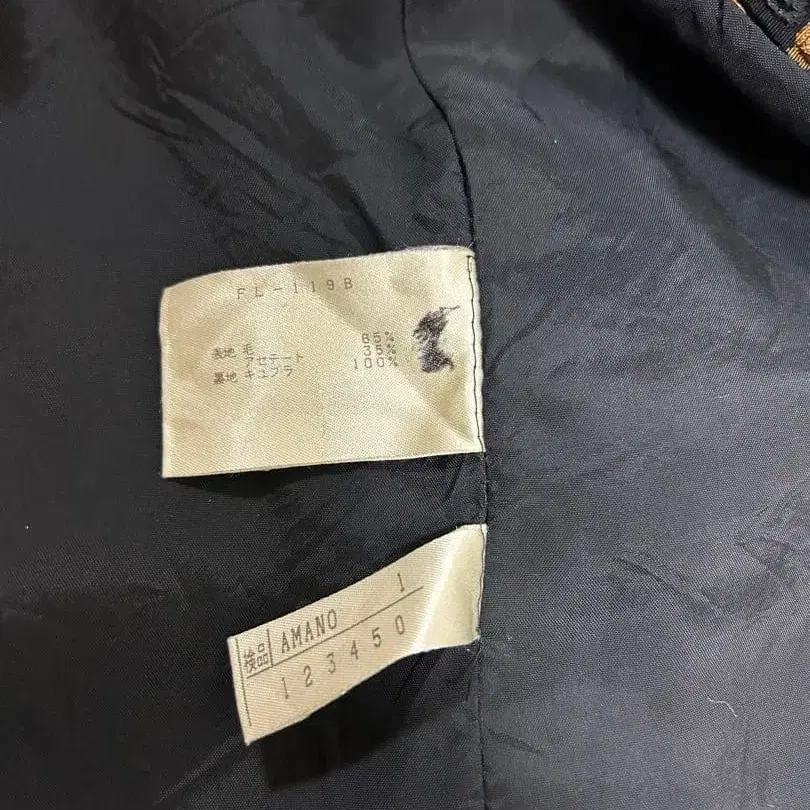 FL-119B
表地 毛 65%
アセテート 35%
裏地 キュプラ 100%
検品 AMANO 1
1 2 3 4 5 0